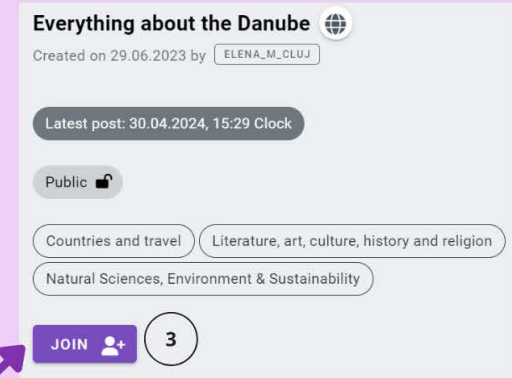 Everything about the Danube
Created on 29.06.2023 by ELENA_M_CLUJ
Latest post: 30.04.2024, 15:29 Clock
Public
Countries and travel Literature, art, culture, history and religion
Natural Sciences, Environment & Sustainability
JOIN 3